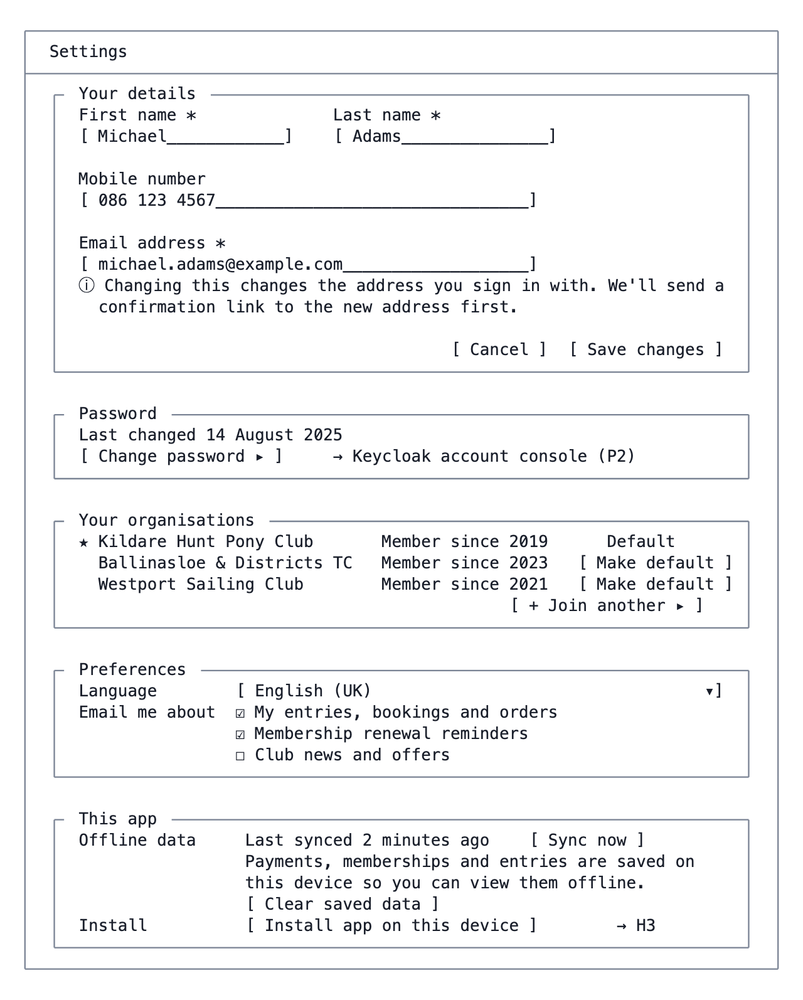 Settings
Your details
First name * Last name *
[ Michael____________] [ Adams_______________]
Mobile number
[ 086 123 4567________________________________]
Email address *
[ michael.adams@example.com___________________]
ⓘ Changing this changes the address you sign in with. We'll send a
confirmation link to the new address first.
[ Cancel ] [ Save changes ]
Password
Last changed 14 August 2025
[ Change password ▸ ] → Keycloak account console (P2)
Your organisations
★ Kildare Hunt Pony Club Member since 2019 Default
Ballinasloe & Districts TC Member since 2023 [ Make default ]
Westport Sailing Club Member since 2021 [ Make default ]
[ + Join another ▸ ]
Preferences
Language [ English (UK) ▾]
Email me about ☑ My entries, bookings and orders
☑ Membership renewal reminders
☐ Club news and offers
This app
Offline data Last synced 2 minutes ago [ Sync now ]
Payments, memberships and entries are saved on
this device so you can view them offline.
[ Clear saved data ]
Install [ Install app on this device ] → H3